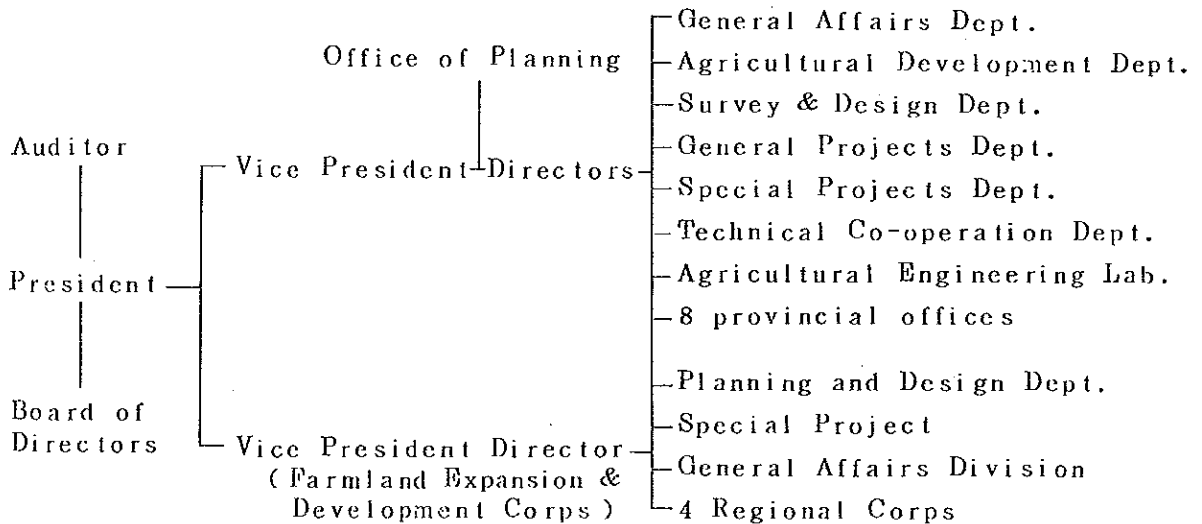 General Affairs Dept.
Office of Planning
Agricultural Development Dept.
Survey & Design Dept.
Auditor
General Projects Dept.
Vice President Directors
Special Projects Dept.
Technical Co-operation Dept.
President
Agricultural Engineering Lab.
8 provincial offices
Planning and Design Dept.
Board of
Directors
Special Project
Vice President Director
(Farmland Expansion &
Development Corps)
General Affairs Division
4 Regional Corps